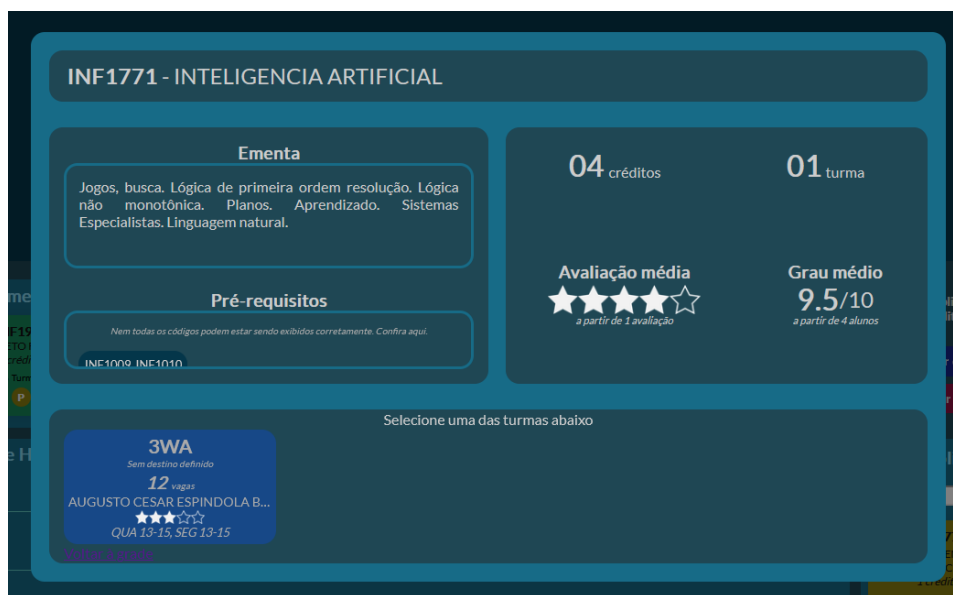 INF1771 - INTELIGENCIA ARTIFICIAL
Ementa
Jogos, busca. Lógica de primeira ordem resolução. Lógica
não monotônica. Planos. Aprendizado. Sistemas
Especialistas. Linguagem natural.
Pré-requisitos
Nem todas os códigos podem estar sendo exibidos corretamente. Confira aqui.
INF1009, INF1010
04 créditos
01 turma
Avaliação média
a partir de 1 avaliação
Grau médio
9.5/10
a partir de 4 alunos
Selecione uma das turmas abaixo
3WA
Sem destino definido
12 vagas
AUGUSTO CESAR ESPINDOLA B...
QUA 13-15, SEG 13-15
P